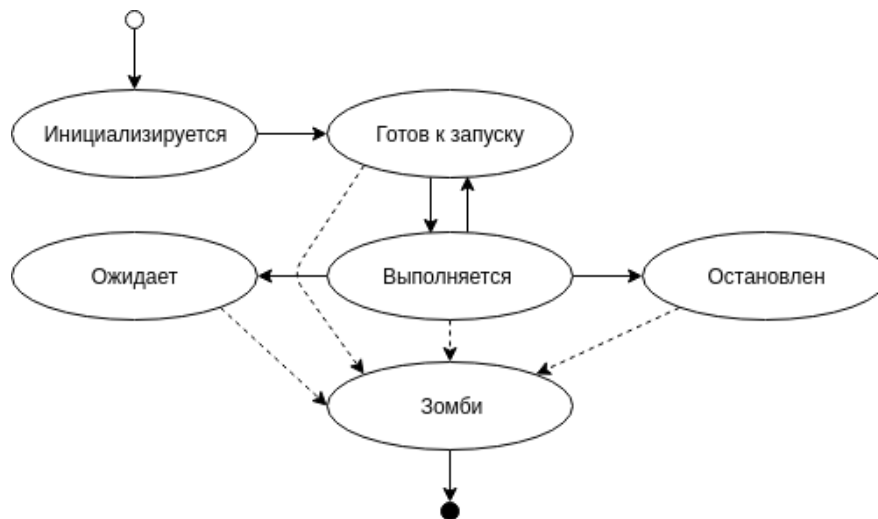 Инициализируется
Готов к запуску
Ожидает
Выполняется
Остановлен
Зомби